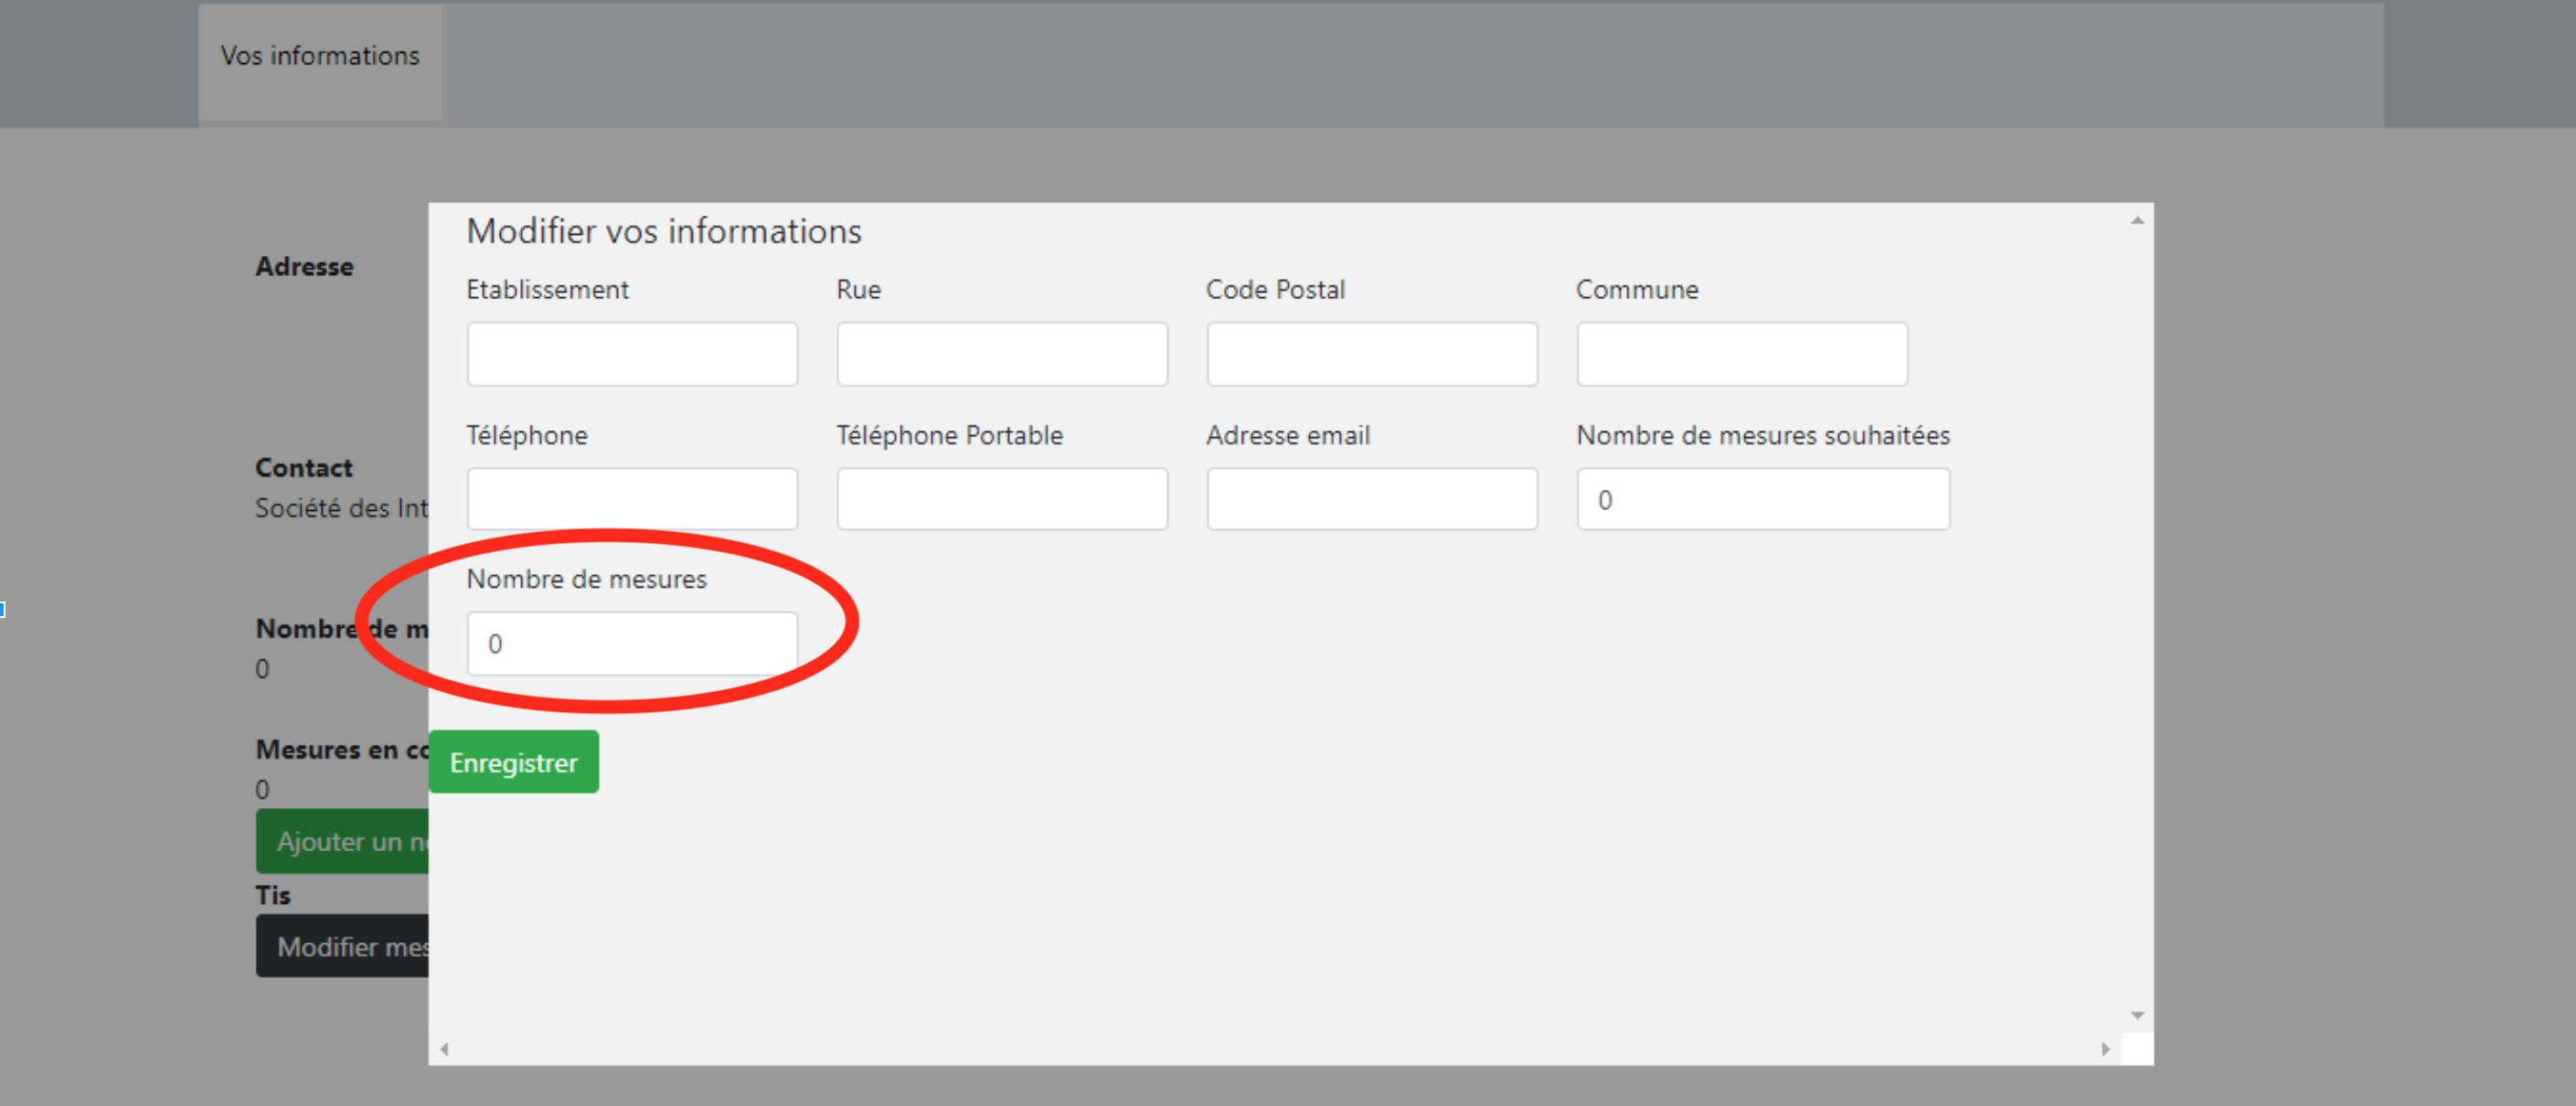 Vos informations
Modifier vos informations
Adresse
Etablissement
Rue
Code Postal
Commune
Téléphone
Téléphone Portable
Adresse email
Nombre de mesures souhaitées
0
Contact
Société des Int
Nombre de mesures
0
Nombre de m
0
Mesures en co
0
Enregistrer
Ajouter un n
Tis
Modifier mes